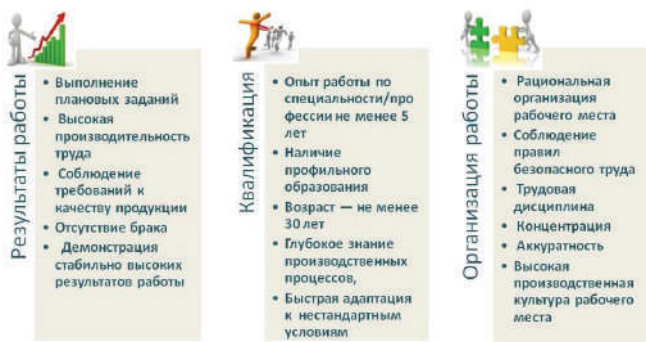 Результаты работы
• Выполнение
плановых заданий
• Высокая
производительность
труда
• Соблюдение
требований к
качеству продукции
• Отсутствие брака
• Демонстрация
стабильно высоких
результатов работы
Квалификация
• Опыт работы по
специальности/про
фессии не менее 5
лет
• Наличие
профильного
образования
• Возраст — не менее
30 лет
• Глубокое знание
производственных
процессов,
• Быстрая адаптация
к нестандартным
условиям
Организация работы
• Рациональная
организация
рабочего места
• Соблюдение
правил
безопасного труда
• Трудовая
дисциплина
• Концентрация
• Аккуратность
• Высокая
производственная
культура рабочего
места